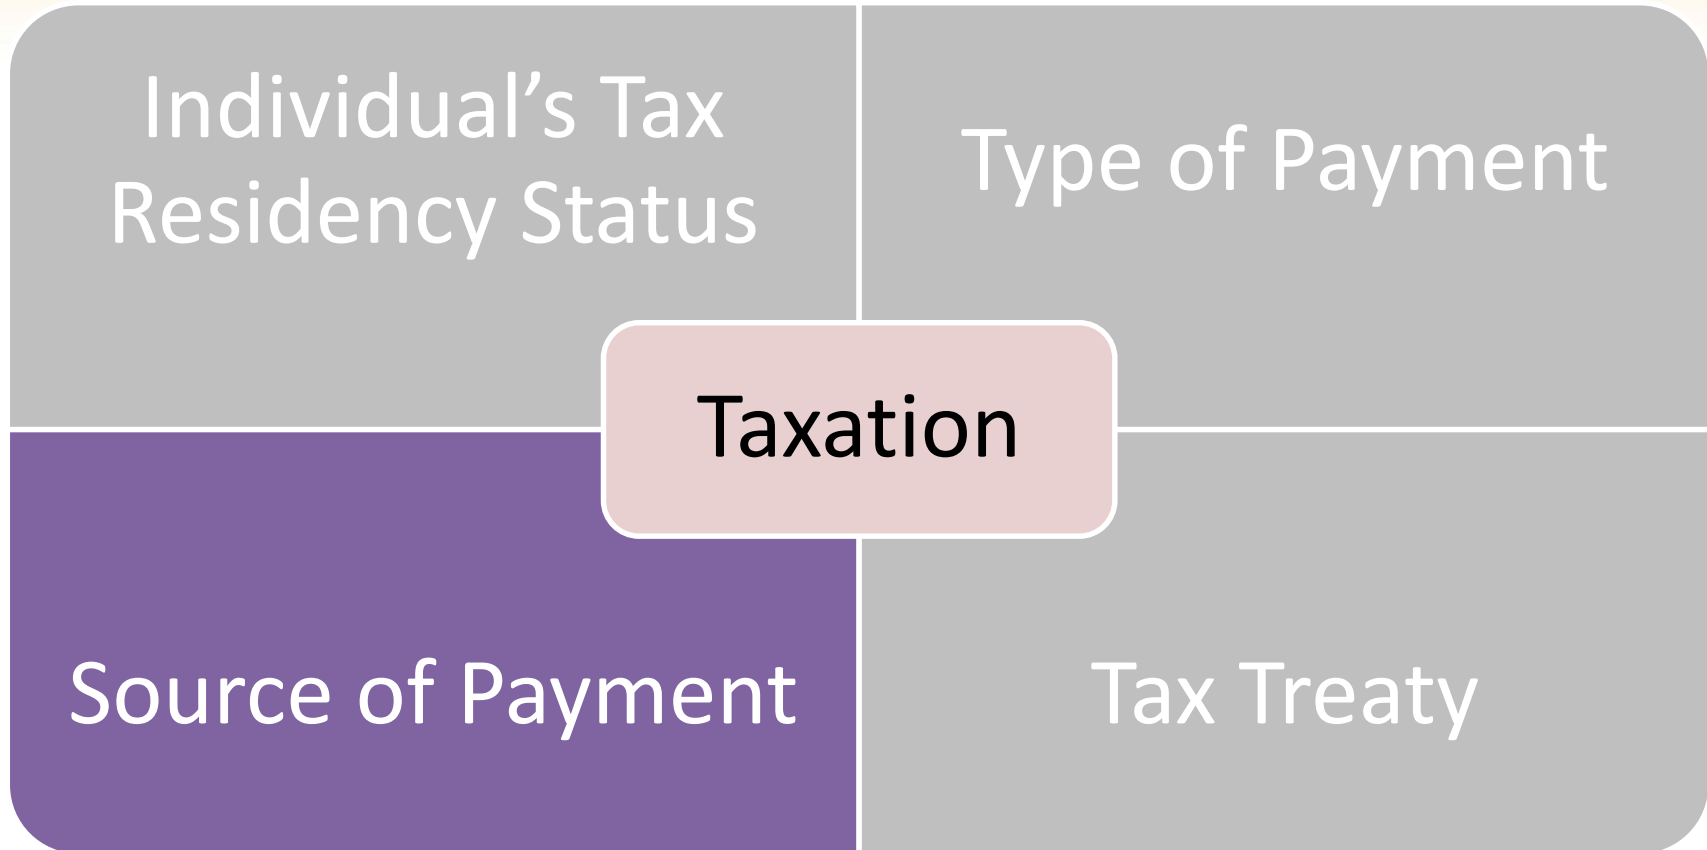 Individual’s Tax
Residency Status
Type of Payment
Taxation
Source of Payment
Tax Treaty